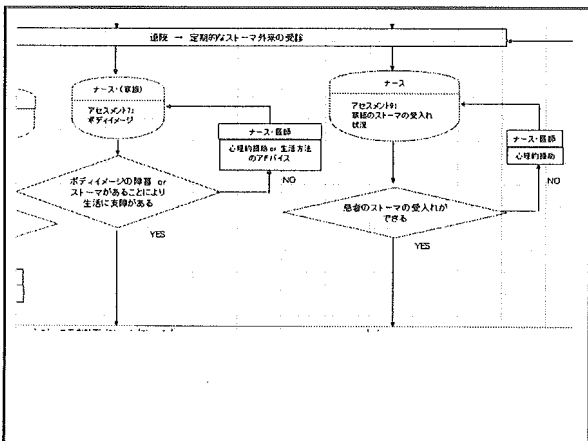 退院 → 定期的なストーマ外来の受診
ナース・(家族)
アセスメント7:
ボディイメージ
ナース・医師
心理的援助 or 生活方法
のアドバイス
NO
ボディイメージの障害 or
ストーマがあることにより
生活に支障がある
YES
ナース
アセスメント9:
家族のストーマの受入れ
状況
ナース・医師
心理的援助
NO
患者のストーマの受入れが
できる
YES